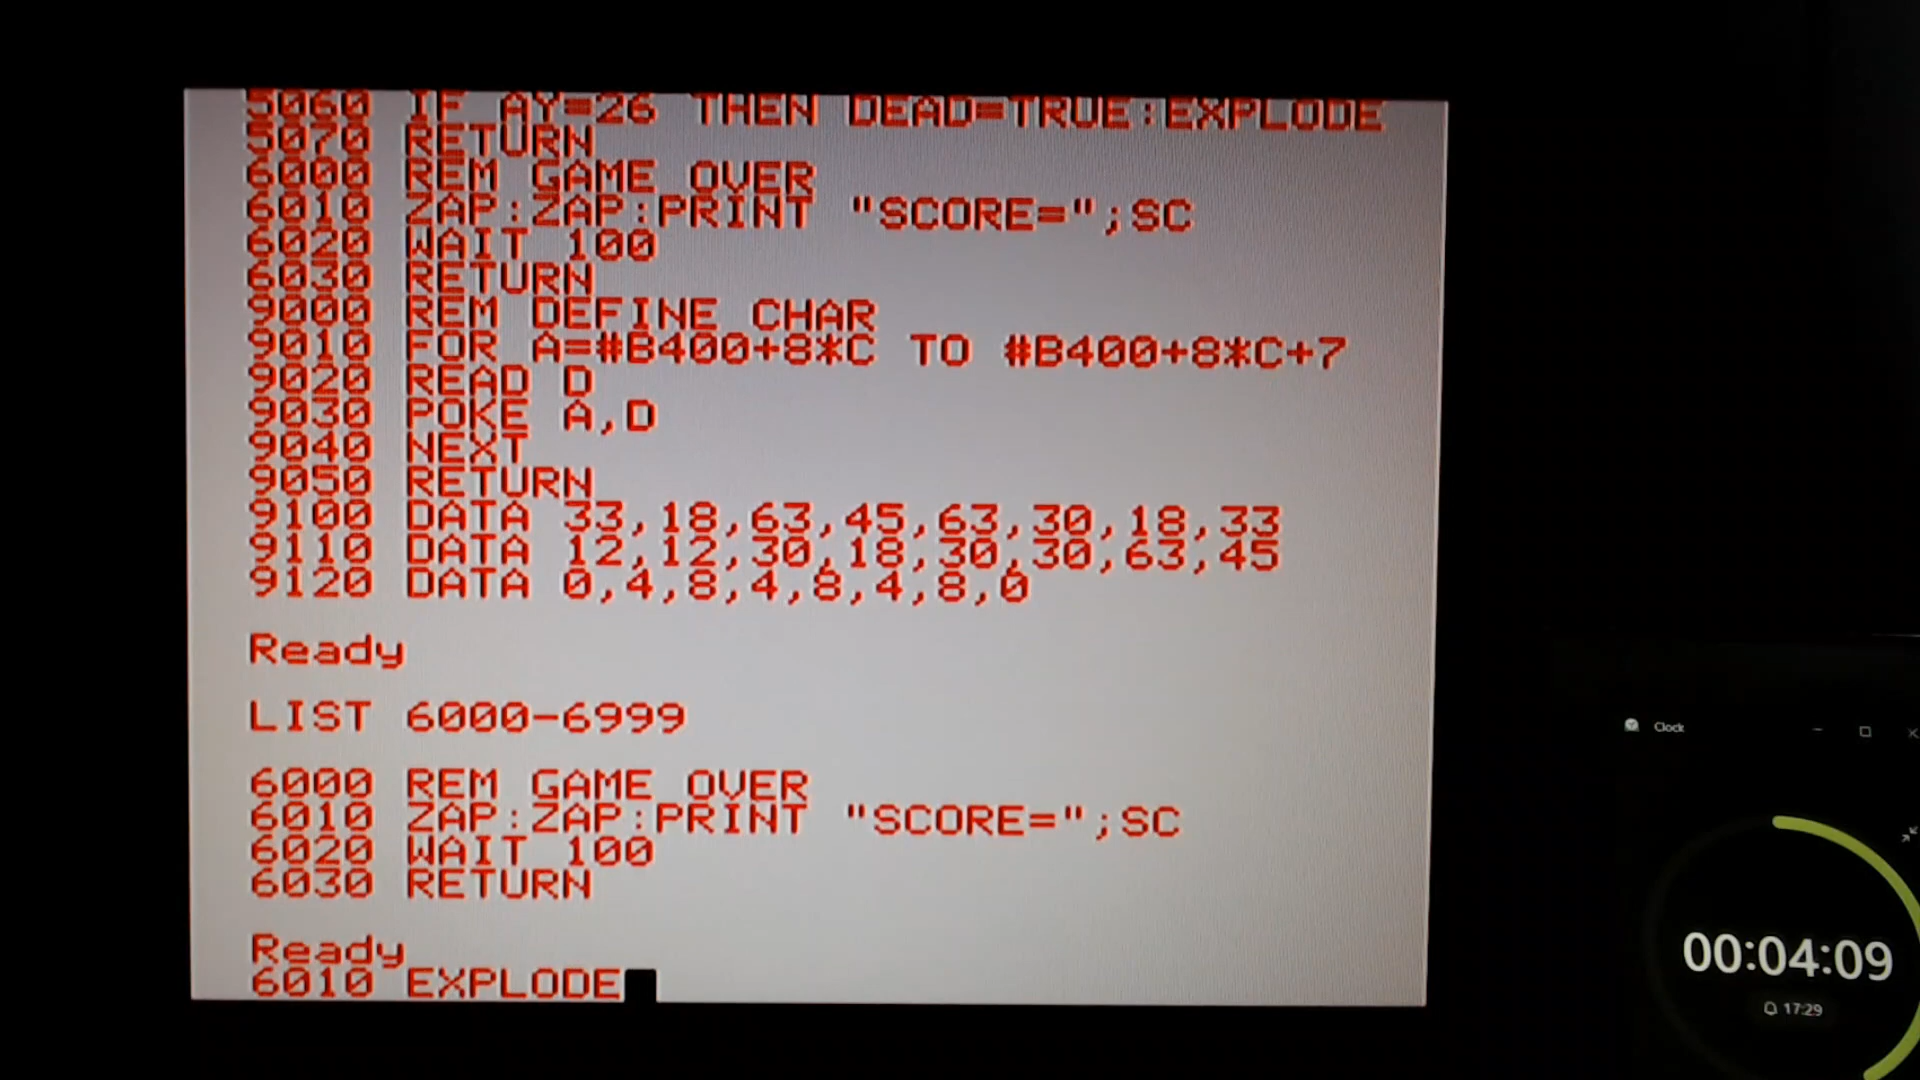 5060 IF AY=26 THEN DEAD=TRUE:EXPLODE
5070 RETURN
6000 REM GAME OVER
6010 ZAP:ZAP:PRINT "SCORE=";SC
6020 WAIT 100
6030 RETURN
9000 REM DEFINE CHAR
9010 FOR A=#B400+8*C TO #B400+8*C+7
9020 READ D
9030 POKE A,D
9040 NEXT
9050 RETURN
9100 DATA 33,18,63,45,63,30,18,33
9110 DATA 12,12,30,18,30,30,63,45
9120 DATA 0,4,8,4,8,4,8,0
Ready
LIST 6000-6999
6000 REM GAME OVER
6010 ZAP:ZAP:PRINT "SCORE=";SC
6020 WAIT 100
6030 RETURN
Ready
6010 EXPLODE
Clock
00:04:09
17:29